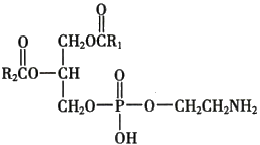 O
O CH₂OCR₁
R₂CO—CH O
CH₂O—P—O—CH₂CH₂NH2
OH